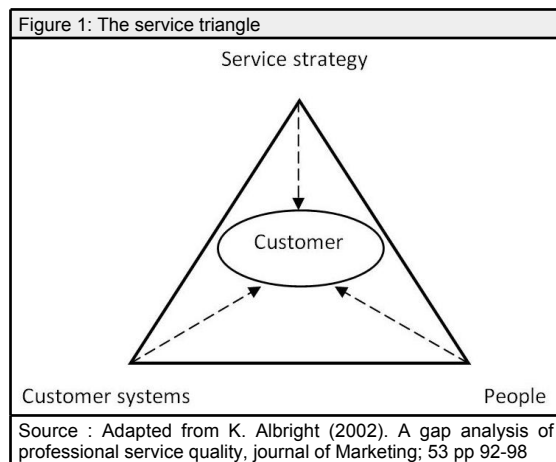 Figure 1: The service triangle
Service strategy
Customer
Customer systems
People
Source : Adapted from K. Albright (2002). A gap analysis of
professional service quality, journal of Marketing; 53 pp 92-98